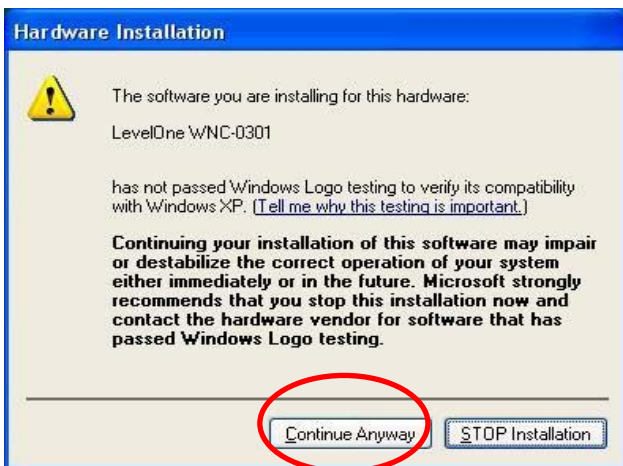 Hardware Installation
The software you are installing for this hardware:
LevelOne WNC-0301
has not passed Windows Logo testing to verify its compatibility
with Windows XP. (Tell me why this testing is important.)
Continuing your installation of this software may impair
or destabilize the correct operation of your system
either immediately or in the future. Microsoft strongly
recommends that you stop this installation now and
contact the hardware vendor for software that has
passed Windows Logo testing.
Continue Anyway STOP Installation